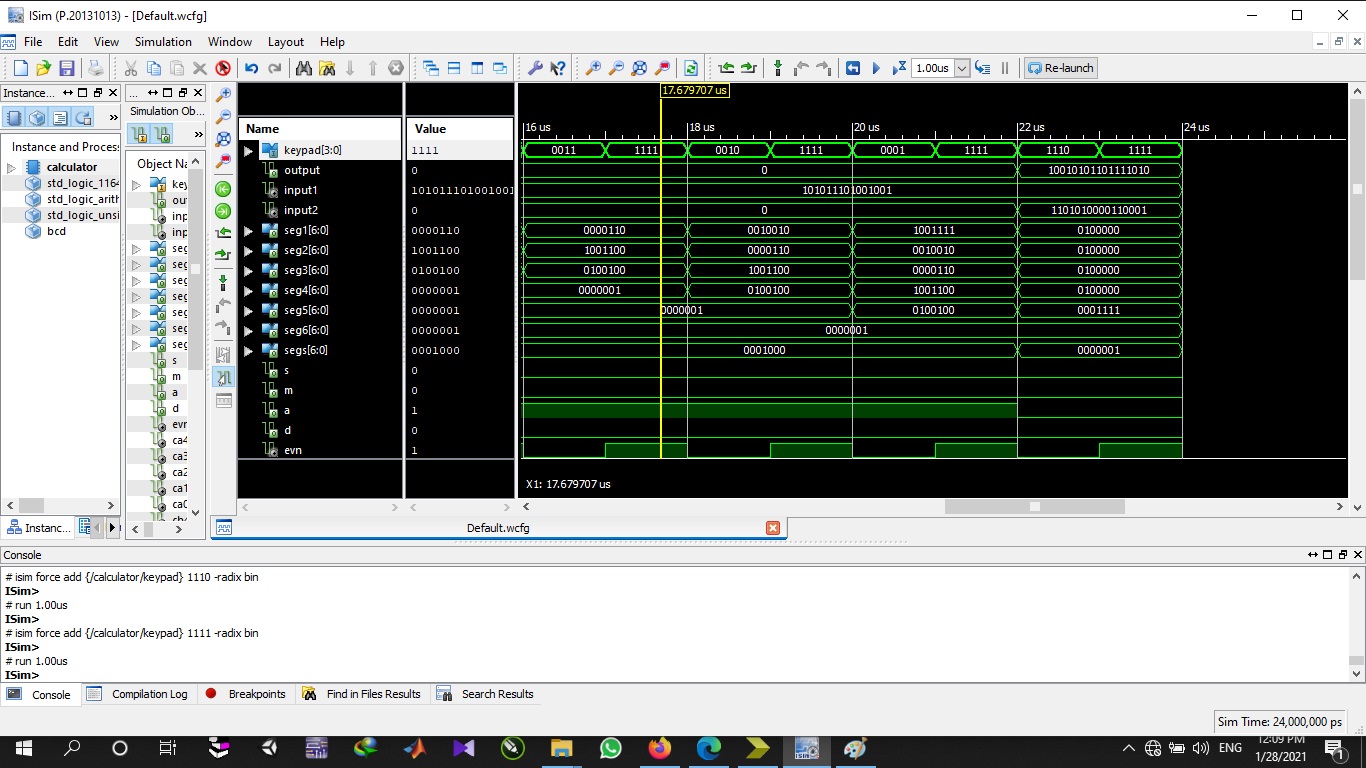 ISim (P.20131013) - [Default.wcfg]
File Edit View Simulation Window Layout Help
1.00us Re-launch
Instance...
Instance and Proces
calculator
std_logic_1164
std_logic_arith
std_logic_unsi
bcd
Instanc...
...
Simulation Ob...
Object Na
key
out
inp
inp
seg
seg
seg
seg
seg
seg
seg
s
m
a
d
evn
ca4
ca3
ca2
ca1
ca0
Name Value
keypad[3:0] 1111
output 0
input1 101011101001001
input2 0
seg1[6:0] 0000110
seg2[6:0] 1001100
seg3[6:0] 0100100
seg4[6:0] 0000001
seg5[6:0] 0000001
seg6[6:0] 0000001
segs[6:0] 0001000
s 0
m 0
a 1
d 0
evn 1
17.679707 us
16 us 18 us 20 us 22 us 24 us
0011 1111 0010 1111 0001 1111 1110 1111
0 10010101101111010
101011101001001
0 1101010000110001
0000110 0010010 1001111 0100000
1001100 0000110 0010010 0100000
0100100 1001100 0000110 0100000
0000001 0100100 1001100 0100000
0000001 0100100 0001111
0000001
0001000 0000001
X1: 17.679707 us
Default.wcfg
Console
# isim force add {/calculator/keypad} 1110 -radix bin
ISim>
# run 1.00us
ISim>
# isim force add {/calculator/keypad} 1111 -radix bin
ISim>
# run 1.00us
ISim>
Console Compilation Log Breakpoints Find in Files Results Search Results
Sim Time: 24,000,000 ps
ENG
12:09 PM
1/28/2021
1